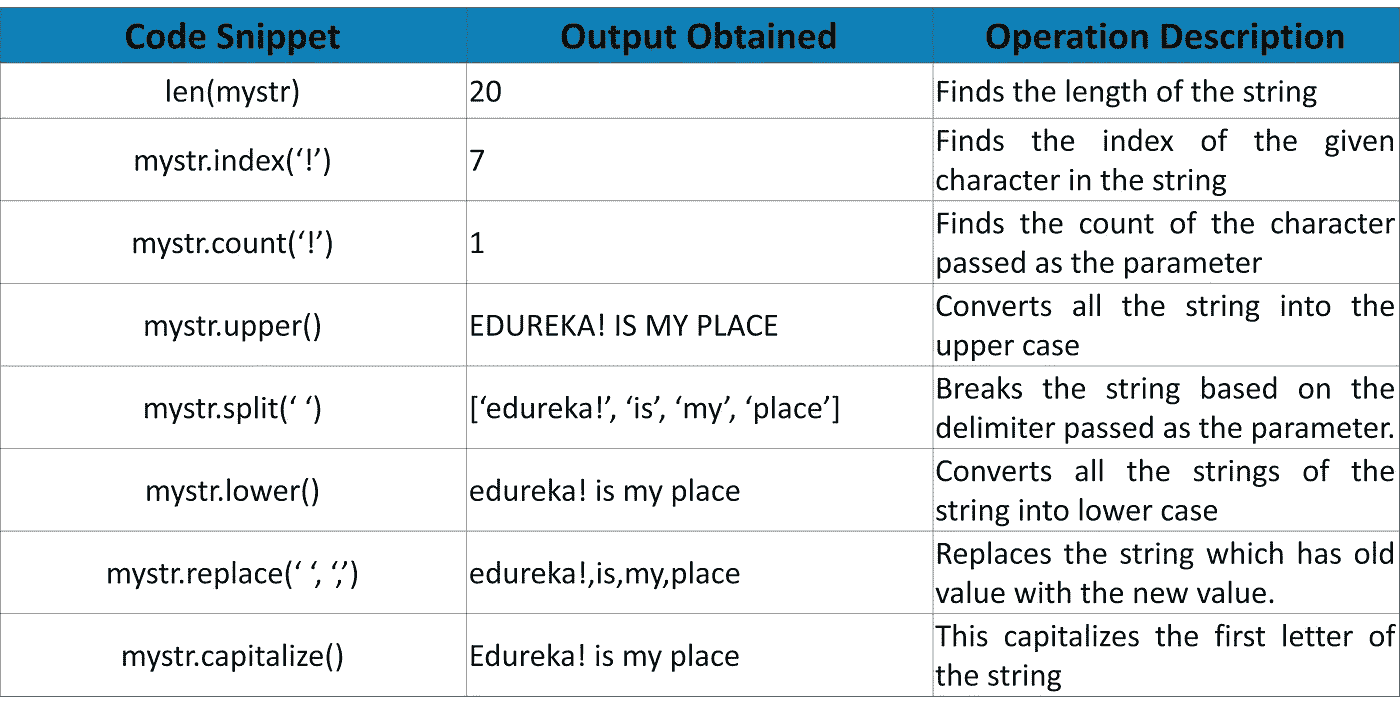 Code Snippet Output Obtained Operation Description
len(mystr) 20 Finds the length of the string
mystr.index(‘!’) 7 Finds the index of the given
character in the string
mystr.count(‘!’) 1 Finds the count of the character
passed as the parameter
mystr.upper() EDUREKA! IS MY PLACE Converts all the string into the
upper case
mystr.split(‘ ‘) [‘edureka!’, ‘is’, ‘my’, ‘place’] Breaks the string based on the
delimiter passed as the parameter.
mystr.lower() edureka! is my place Converts all the strings of the
string into lower case
mystr.replace(‘ ‘, ‘,’) edureka!,is,my,place Replaces the string which has old
value with the new value.
mystr.capitalize() Edureka! is my place This capitalizes the first letter of
the string